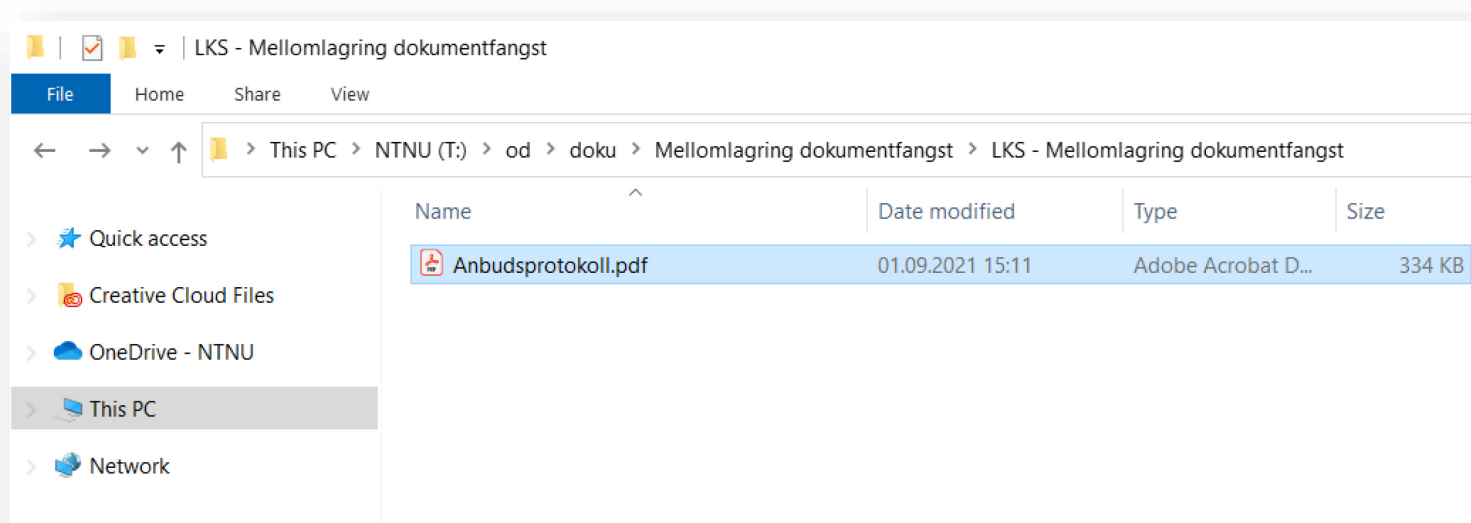 LKS - Mellomlagring dokumentfangst
File Home Share View
This PC > NTNU (T:) > od > doku > Mellomlagring dokumentfangst > LKS - Mellomlagring dokumentfangst
Name Date modified Type Size
Quick access
Anbudsprotokoll.pdf 01.09.2021 15:11 Adobe Acrobat D... 334 KB
Creative Cloud Files
OneDrive - NTNU
This PC
Network